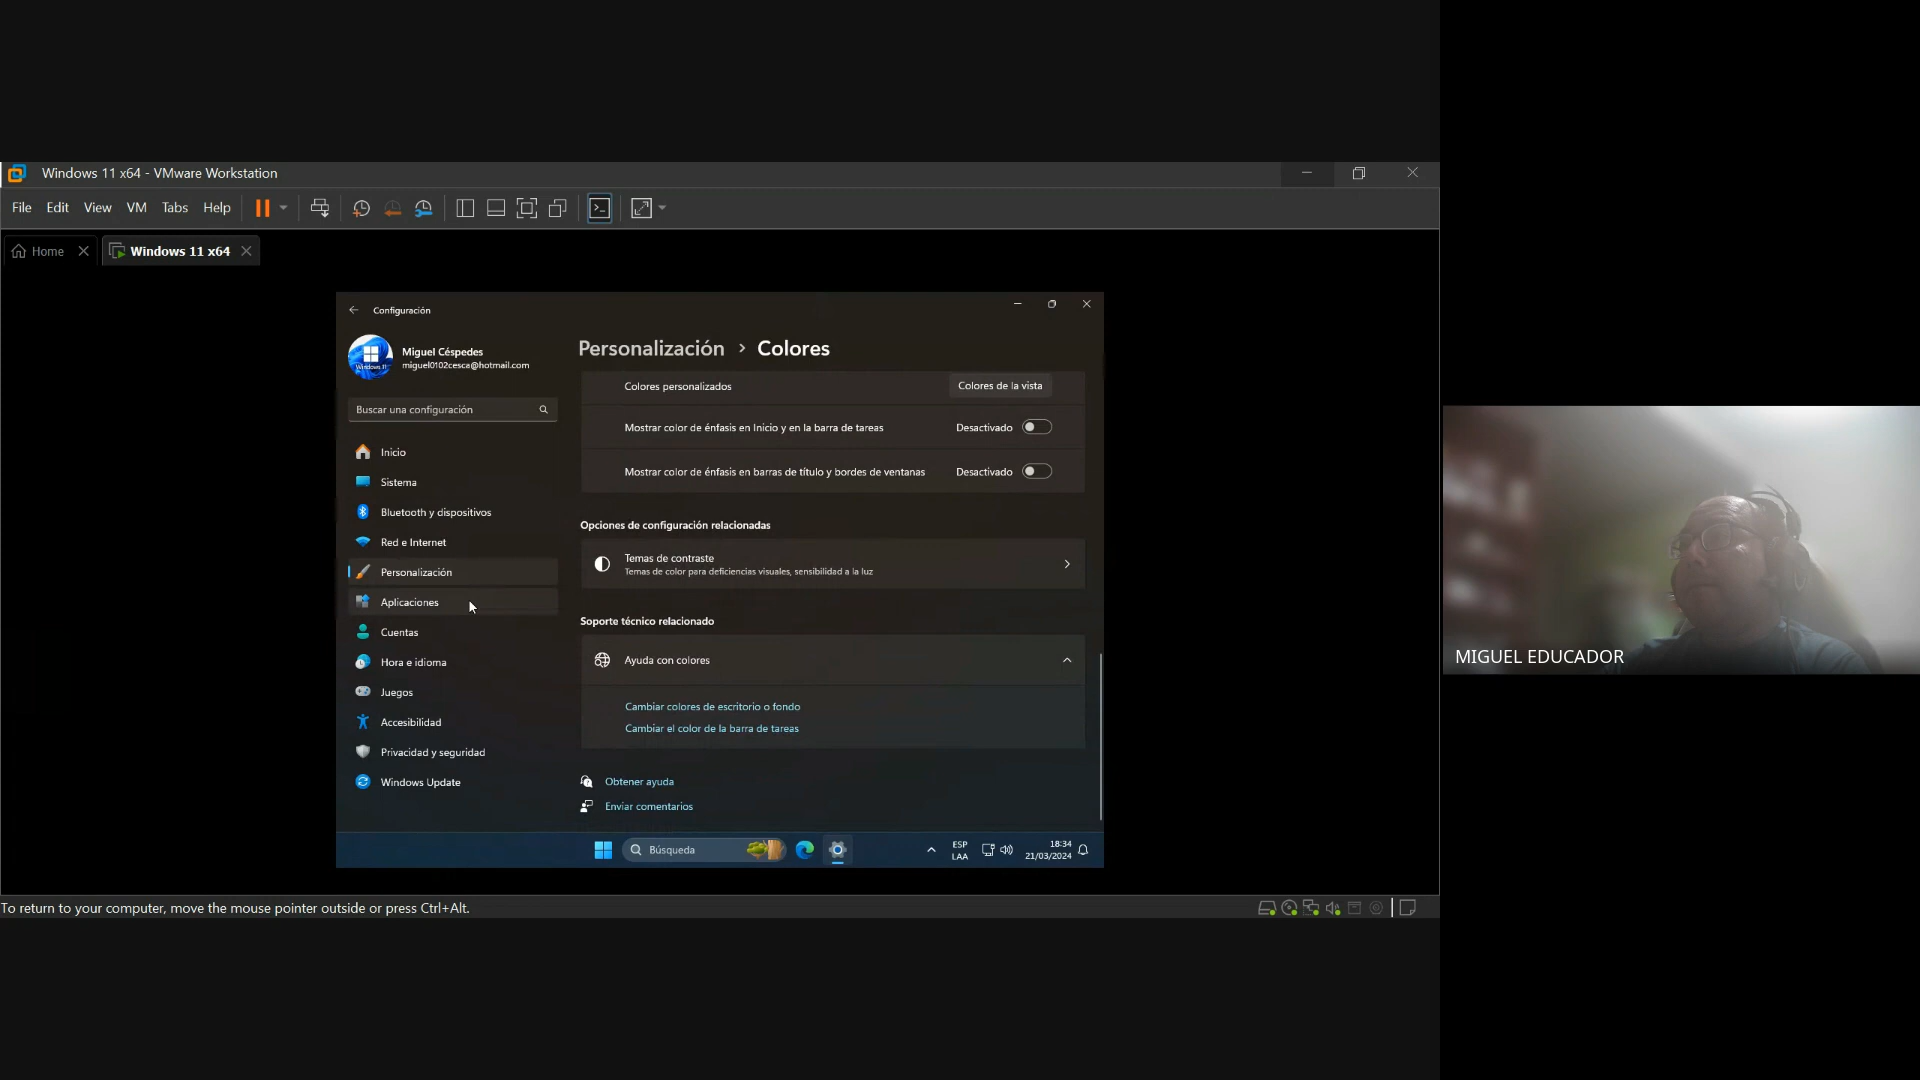 Windows 11 x64 - VMware Workstation
File Edit View VM Tabs Help
Home
Windows 11 x64
Configuración
Miguel Céspedes
miguel0102cesca@hotmail.com
Windows 11
Buscar una configuración
Inicio
Sistema
Bluetooth y dispositivos
Red e Internet
Personalización
Aplicaciones
Cuentas
Hora e idioma
Juegos
Accesibilidad
Privacidad y seguridad
Windows Update
Personalización > Colores
Colores personalizados
Colores de la vista
Mostrar color de énfasis en Inicio y en la barra de tareas
Desactivado
Mostrar color de énfasis en barras de título y bordes de ventanas
Desactivado
Opciones de configuración relacionadas
Temas de contraste
Temas de color para deficiencias visuales, sensibilidad a la luz
Soporte técnico relacionado
Ayuda con colores
Cambiar colores de escritorio o fondo
Cambiar el color de la barra de tareas
Obtener ayuda
Enviar comentarios
Búsqueda
ESP
LAA
18:34
21/03/2024
To return to your computer, move the mouse pointer outside or press Ctrl+Alt.
MIGUEL EDUCADOR